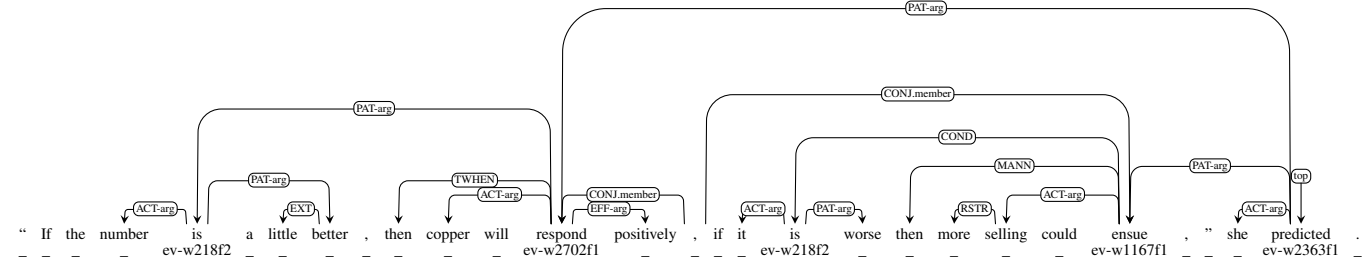 PAT-arg
CONJ.member
PAT-arg
COND
MANN PAT-arg
top
PAT-arg TWHEN
ACT-arg CONJ.member ACT-arg
ACT-arg EXT EFF-arg ACT-arg PAT-arg RSTR ACT-arg
“ If the number is a little better , then copper will respond positively , if it is worse then more selling could ensue , ” she predicted .
_ _ _ _ ev-w218f2 _ _ _ _ _ _ _ ev-w2702f1 _ _ _ _ ev-w218f2 _ _ _ _ _ ev-w1167f1 _ _ _ ev-w2363f1 _